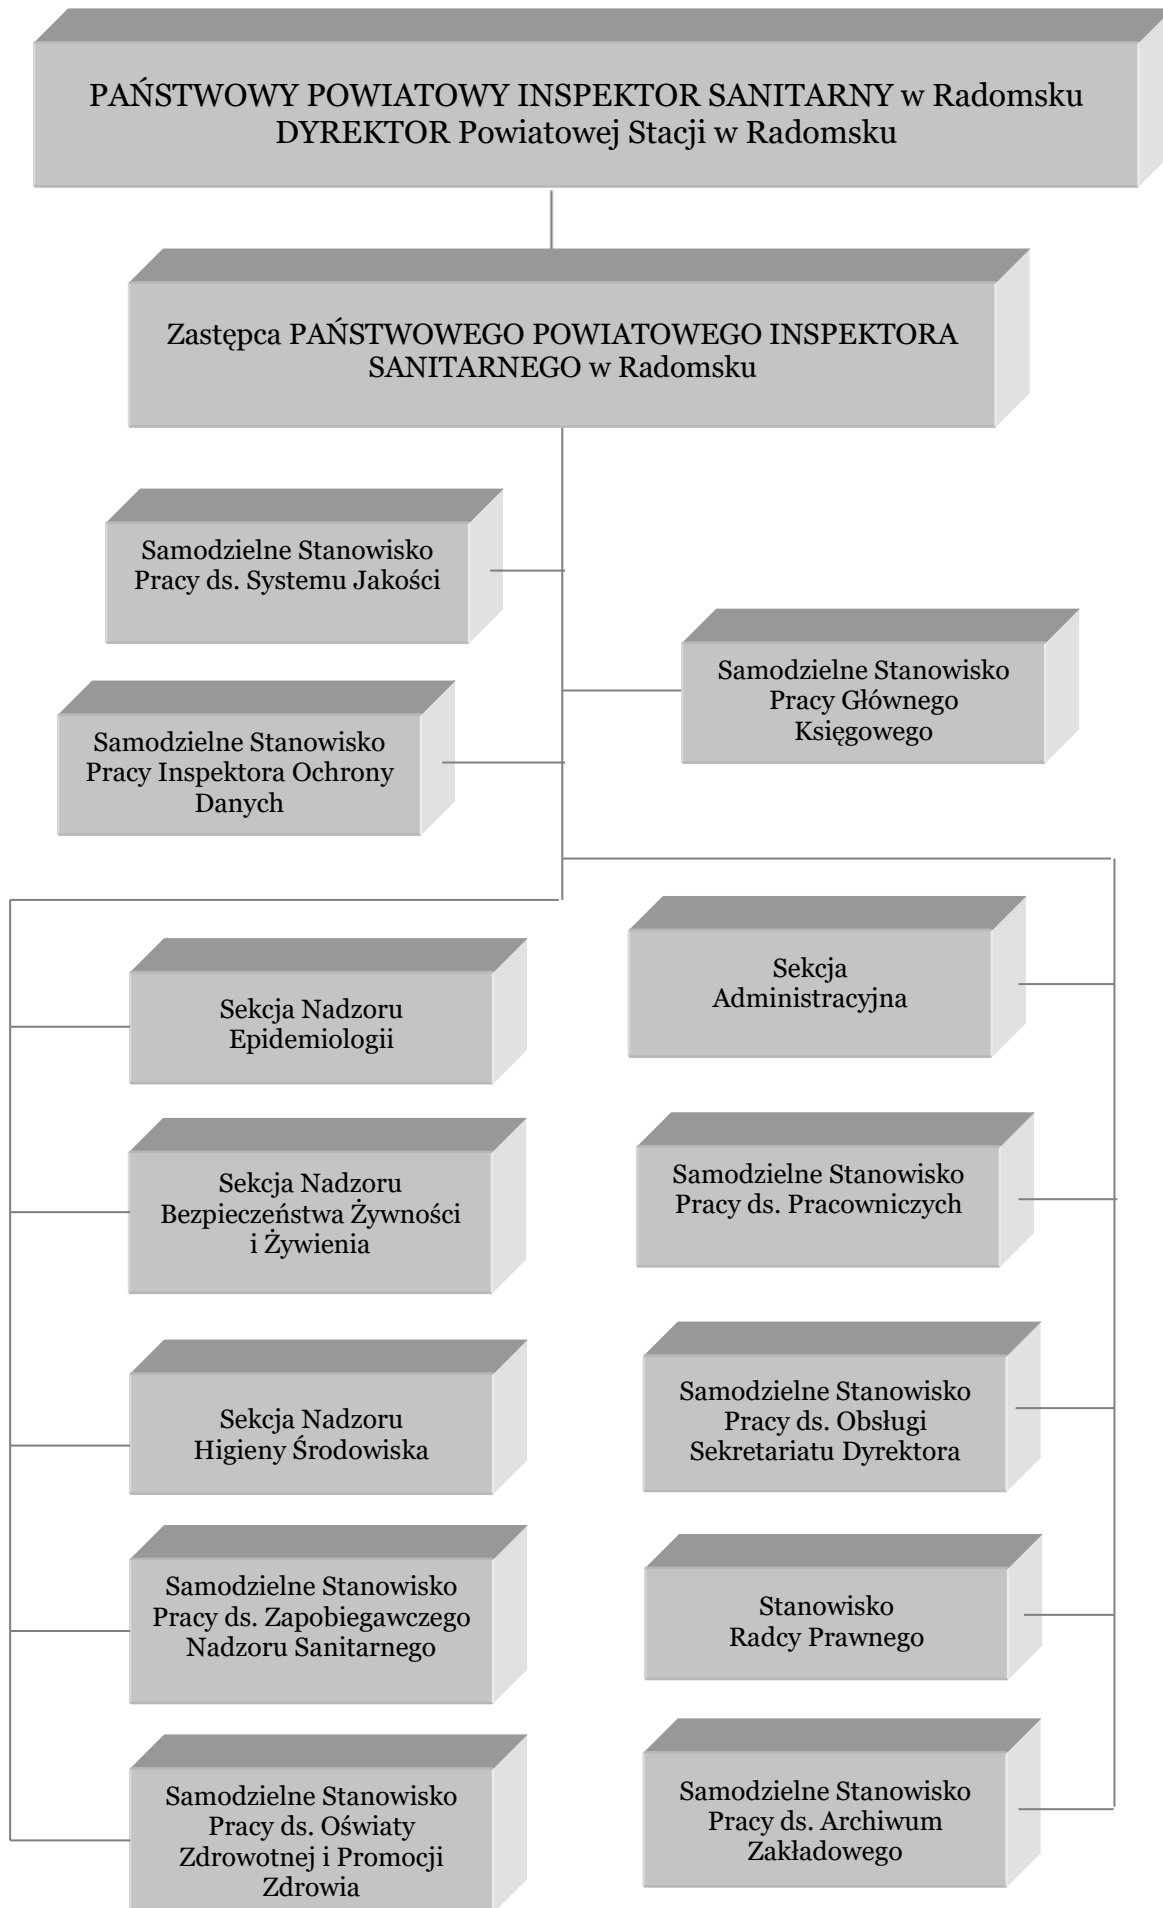 PAŃSTWOWY POWIATOWY INSPEKTOR SANITARNY w Radomsku
DYREKTOR Powiatowej Stacji w Radomsku
Zastępca PAŃSTWOWEGO POWIATOWEGO INSPEKTORA
SANITARNEGO w Radomsku
Samodzielne Stanowisko
Pracy ds. Systemu Jakości
Samodzielne Stanowisko
Pracy Głównego
Księgowego
Samodzielne Stanowisko
Pracy Inspektora Ochrony
Danych
Sekcja Nadzoru
Epidemiologii
Sekcja Nadzoru
Bezpieczeństwa Żywności
i Żywienia
Sekcja Nadzoru
Higieny Środowiska
Samodzielne Stanowisko
Pracy ds. Zapobiegawczego
Nadzoru Sanitarnego
Samodzielne Stanowisko
Pracy ds. Oświaty
Zdrowotnej i Promocji
Zdrowia
Sekcja
Administracyjna
Samodzielne Stanowisko
Pracy ds. Pracowniczych
Samodzielne Stanowisko
Pracy ds. Obsługi
Sekretariatu Dyrektora
Stanowisko
Radcy Prawnego
Samodzielne Stanowisko
Pracy ds. Archiwum
Zakładowego